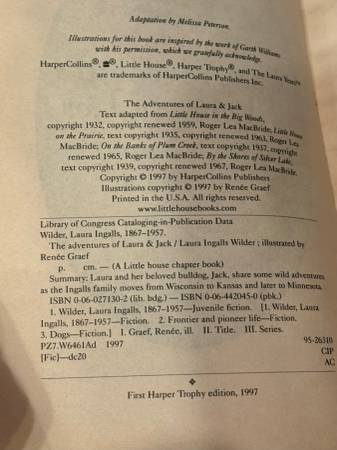 Adaptation by Melissa Peterson.
Illustrations for this book are inspired by the work of Garth Williams
with his permission, which we gratefully acknowledge.
HarperCollins®, ®, Little House®, Harper Trophy®, and The Laura Years™
are trademarks of HarperCollins Publishers Inc.
The Adventures of Laura & Jack
Text adapted from Little House in the Big Woods,
copyright 1932, copyright renewed 1959, Roger Lea MacBride; Little House
on the Prairie, text copyright 1935, copyright renewed 1963, Roger Lea
MacBride; On the Banks of Plum Creek, text copyright 1937, copyright
renewed 1965, Roger Lea MacBride; By the Shores of Silver Lake,
text copyright 1939, copyright renewed 1967, Roger Lea MacBride.
Copyright © 1997 by HarperCollins Publishers
Illustrations copyright © 1997 by Renée Graef
Printed in the U.S.A. All rights reserved.
www.littlehousebooks.com
Library of Congress Cataloging-in-Publication Data
Wilder, Laura Ingalls, 1867–1957.
The adventures of Laura & Jack / Laura Ingalls Wilder ; illustrated by
Renée Graef
p. cm. — (A Little house chapter book)
Summary: Laura and her beloved bulldog, Jack, share some wild adventures
as the Ingalls family moves from Wisconsin to Kansas and later to Minnesota.
ISBN 0-06-027130-2 (lib. bdg.) — ISBN 0-06-442045-0 (pbk.)
1. Wilder, Laura Ingalls, 1867–1957—Juvenile fiction. [1. Wilder, Laura
Ingalls, 1867–1957—Fiction. 2. Frontier and pioneer life—Fiction.
3. Dogs—Fiction.] I. Graef, Renée, ill. II. Title. III. Series.
PZ7.W6461Ad 1997 95-26310
[Fic]—dc20 CIP
AC
First Harper Trophy edition, 1997